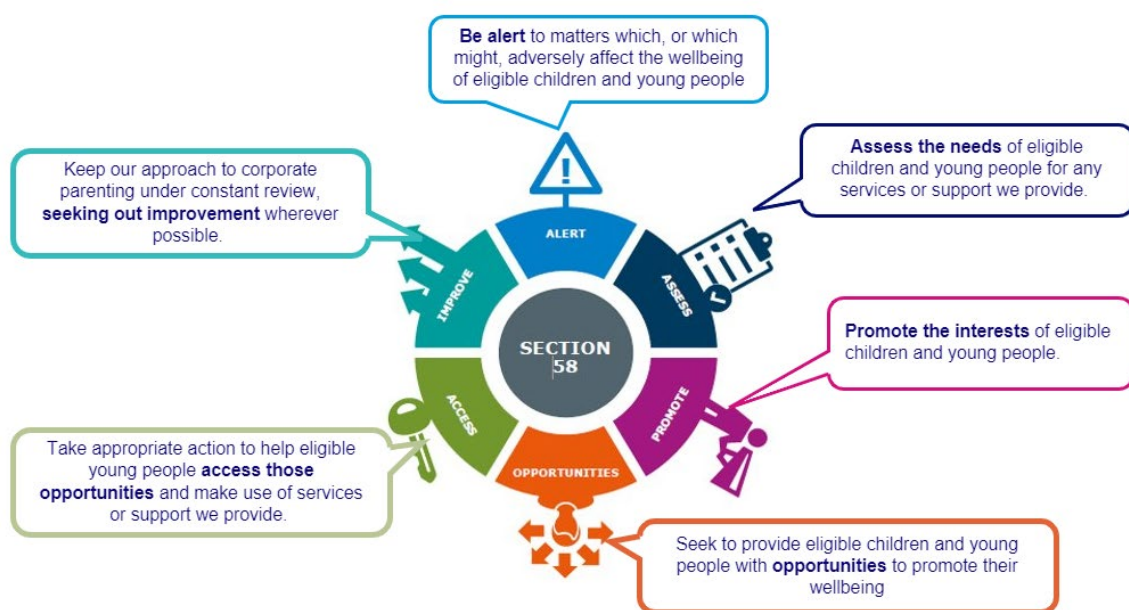 Be alert to matters which, or which
might, adversely affect the wellbeing
of eligible children and young people
Keep our approach to corporate
parenting under constant review,
seeking out improvement wherever
possible.
Assess the needs of eligible
children and young people for any
services or support we provide.
!
ALERT
IMPROVE
ASSESS
SECTION
58
Promote the interests of eligible
children and young people.
ACCESS
PROMOTE
OPPORTUNITIES
Take appropriate action to help eligible
young people access those
opportunities and make use of services
or support we provide.
Seek to provide eligible children and young
people with opportunities to promote their
wellbeing